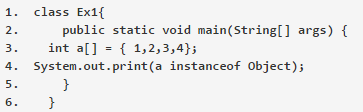 1. class Ex1{
2. public static void main(String[] args) {
3. int a[] = { 1,2,3,4};
4. System.out.print(a instanceof Object);
5. }
6. }